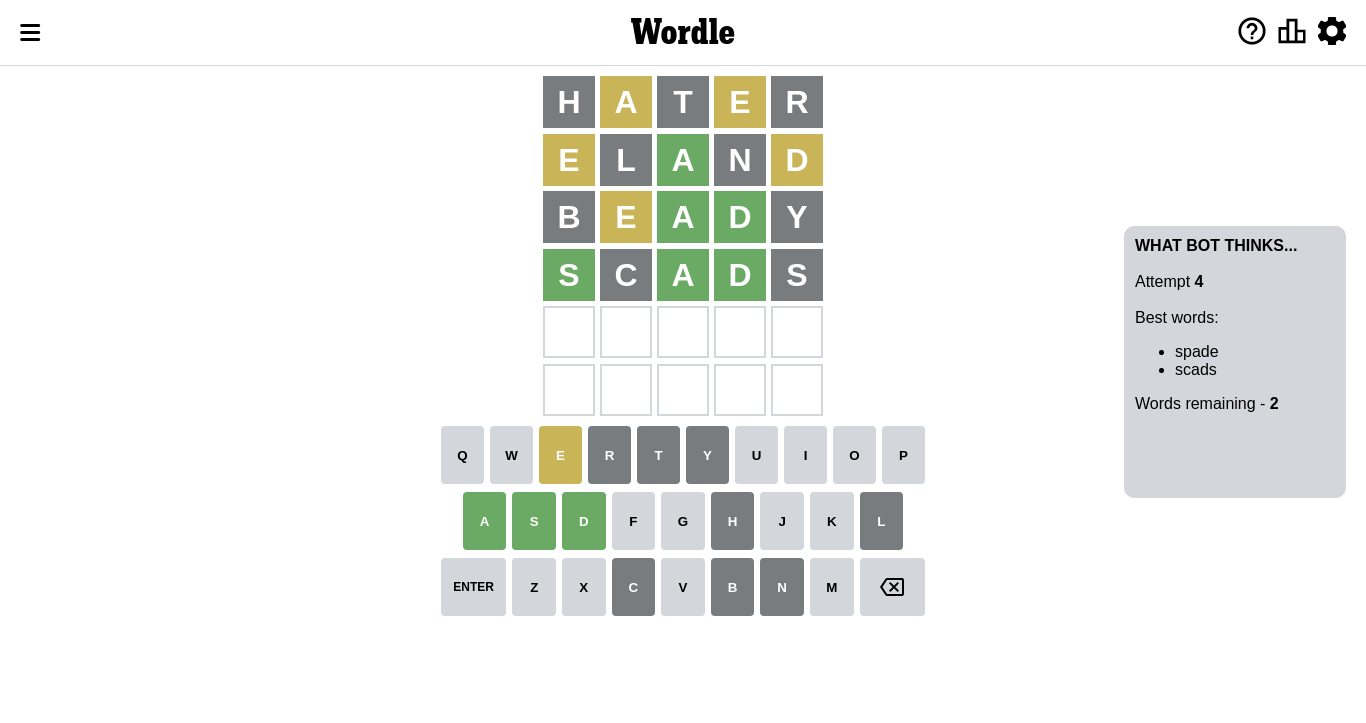 Wordle
H A T E R
E L A N D
B E A D Y
S C A D S
WHAT BOT THINKS...
Attempt 4
Best words:
• spade
• scads
Words remaining - 2
Q W E R T Y U I O P
A S D F G H J K L
ENTER Z X C V B N M